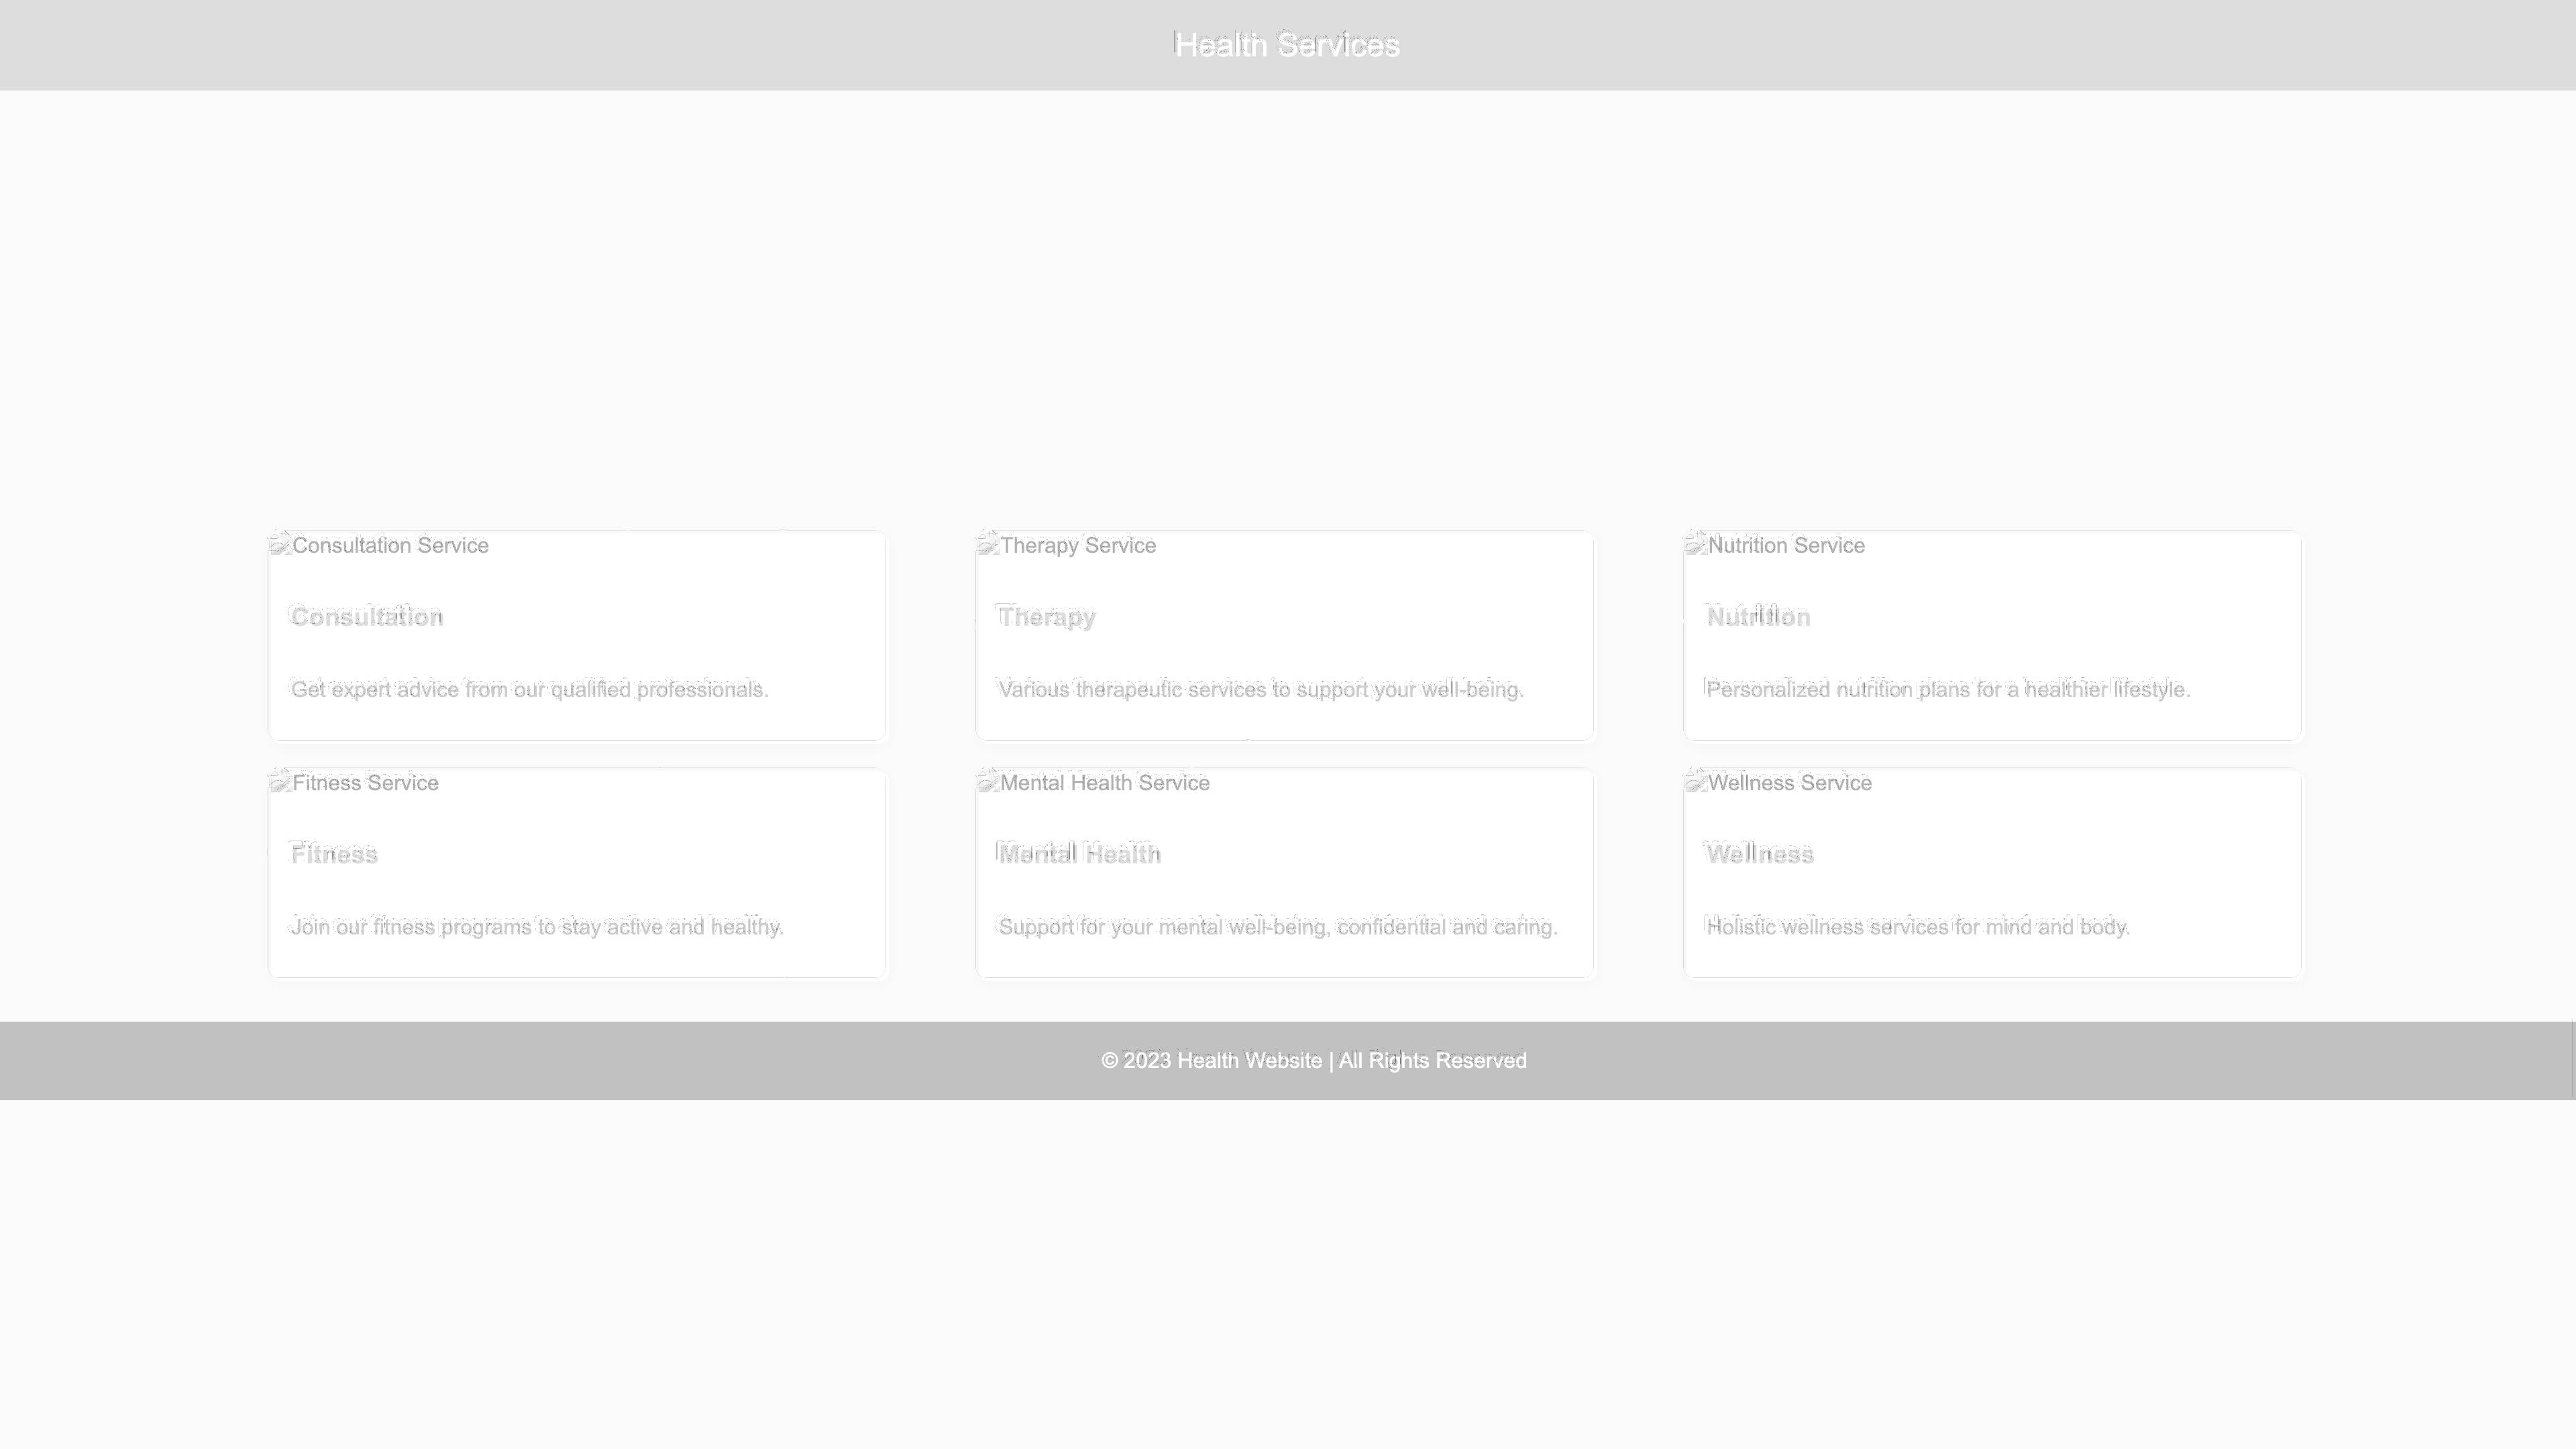 Health Services
Consultation Service
Consultation
Get expert advice from our qualified professionals.
Therapy Service
Therapy
Various therapeutic services to support your well-being.
Nutrition Service
Nutrition
Personalized nutrition plans for a healthier lifestyle.
Fitness Service
Fitness
Join our fitness programs to stay active and healthy.
Mental Health Service
Mental Health
Support for your mental well-being, confidential and caring.
Wellness Service
Wellness
Holistic wellness services for mind and body.
© 2023 Health Website | All Rights Reserved